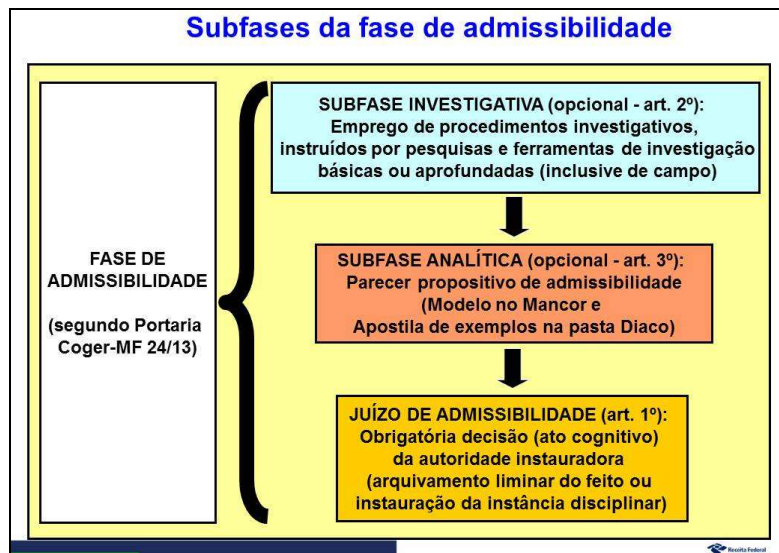 Subfases da fase de admissibilidade
FASE DE
ADMISSIBILIDADE
(segundo Portaria
Coger-MF 24/13)
SUBFASE INVESTIGATIVA (opcional - art. 2º):
Emprego de procedimentos investigativos,
instruídos por pesquisas e ferramentas de investigação
básicas ou aprofundadas (inclusive de campo)
SUBFASE ANALÍTICA (opcional - art. 3º):
Parecer propositivo de admissibilidade
(Modelo no Mancor e
Apostila de exemplos na pasta Diaco)
JUÍZO DE ADMISSIBILIDADE (art. 1º):
Obrigatória decisão (ato cognitivo)
da autoridade instauradora
(arquivamento liminar do feito ou
instauração da instância disciplinar)
Receita Federal